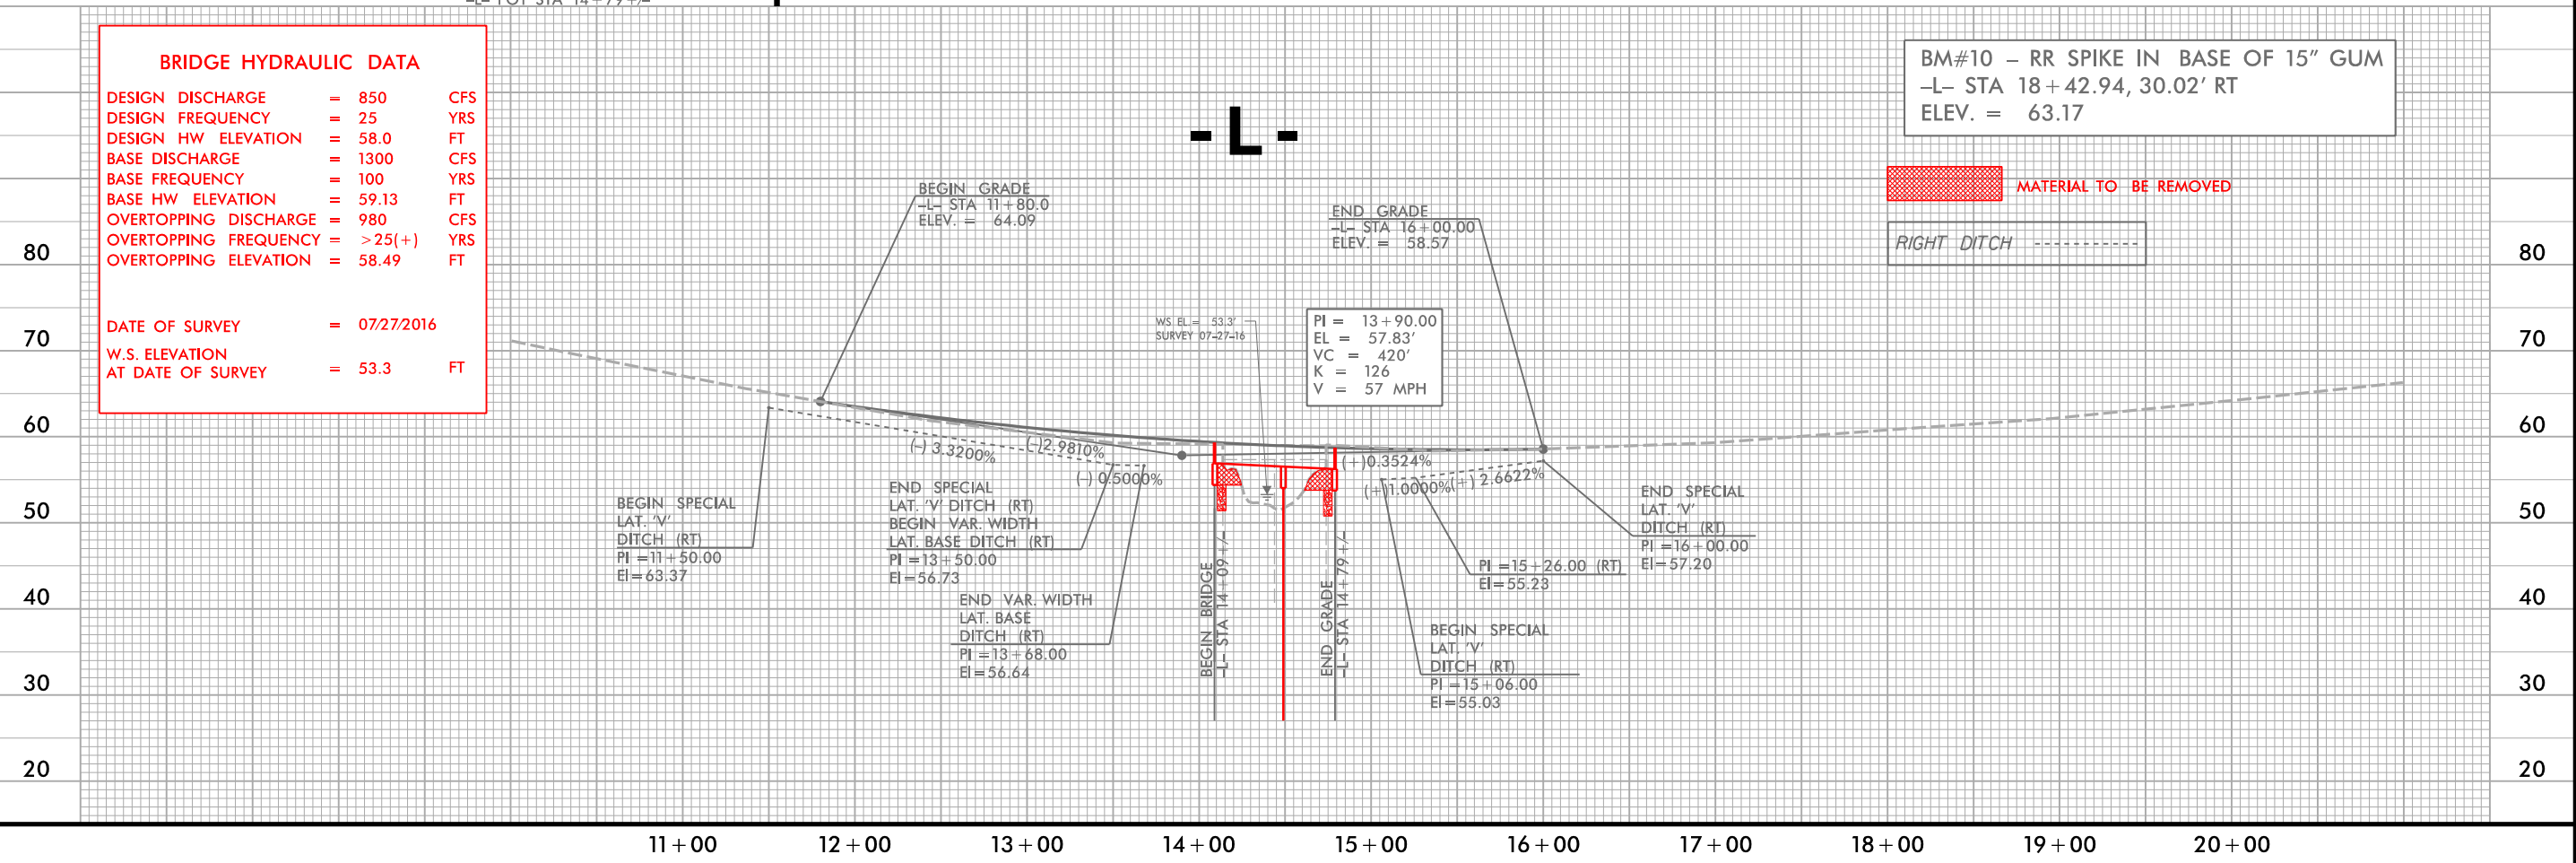 -L- POT STA 14+79+/-
BRIDGE HYDRAULIC DATA
DESIGN DISCHARGE = 850 CFS
DESIGN FREQUENCY = 25 YRS
DESIGN HW ELEVATION = 58.0 FT
BASE DISCHARGE = 1300 CFS
BASE FREQUENCY = 100 YRS
BASE HW ELEVATION = 59.13 FT
OVERTOPPING DISCHARGE = 980 CFS
OVERTOPPING FREQUENCY = >25(+) YRS
OVERTOPPING ELEVATION = 58.49 FT
DATE OF SURVEY = 07/27/2016
W.S. ELEVATION
AT DATE OF SURVEY = 53.3 FT
-L-
BM#10 – RR SPIKE IN BASE OF 15" GUM
–L– STA 18+42.94, 30.02' RT
ELEV. = 63.17
MATERIAL TO BE REMOVED
RIGHT DITCH
BEGIN GRADE
–L– STA 11+80.0
ELEV. = 64.09
END GRADE
–L– STA 16+00.00
ELEV. = 58.57
WS EL.= 53.3'
SURVEY 07–27–16
PI = 13+90.00
EL = 57.83'
VC = 420'
K = 126
V = 57 MPH
(–) 3.3200%
(–)2.9810%
(–) 0.5000%
(+)0.3524%
(+)1.0000%
(+) 2.6622%
BEGIN SPECIAL
LAT. 'V'
DITCH (RT)
PI =11+50.00
El=63.37
END SPECIAL
LAT. 'V' DITCH (RT)
BEGIN VAR. WIDTH
LAT. BASE DITCH (RT)
PI =13+50.00
El=56.73
END VAR. WIDTH
LAT. BASE
DITCH (RT)
PI =13+68.00
El=56.64
BEGIN BRIDGE
–L– STA 14+09+/–
END GRADE
–L– STA 14+79+/–
PI =15+26.00 (RT)
El=55.23
BEGIN SPECIAL
LAT. 'V'
DITCH (RT)
PI =15+06.00
El=55.03
END SPECIAL
LAT. 'V'
DITCH (RT)
PI =16+00.00
El=57.20
80
70
60
50
40
30
20
80
70
60
50
40
30
20
11+00
12+00
13+00
14+00
15+00
16+00
17+00
18+00
19+00
20+00